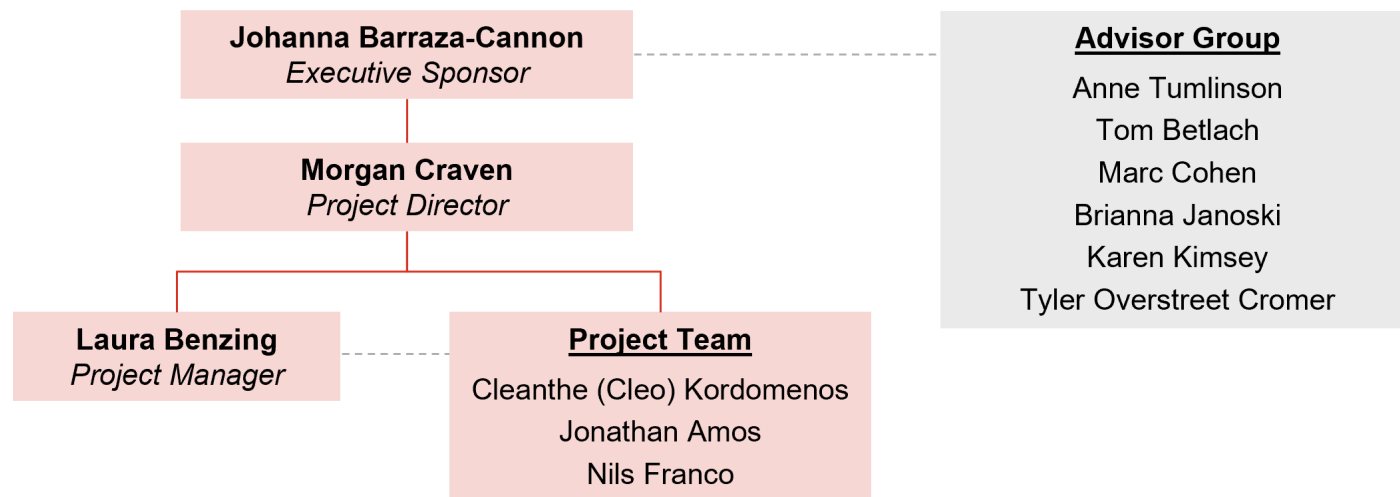 Johanna Barraza-Cannon
Executive Sponsor
Morgan Craven
Project Director
Laura Benzing
Project Manager
Project Team
Cleanthe (Cleo) Kordomenos
Jonathan Amos
Nils Franco
Advisor Group
Anne Tumlinson
Tom Betlach
Marc Cohen
Brianna Janoski
Karen Kimsey
Tyler Overstreet Cromer